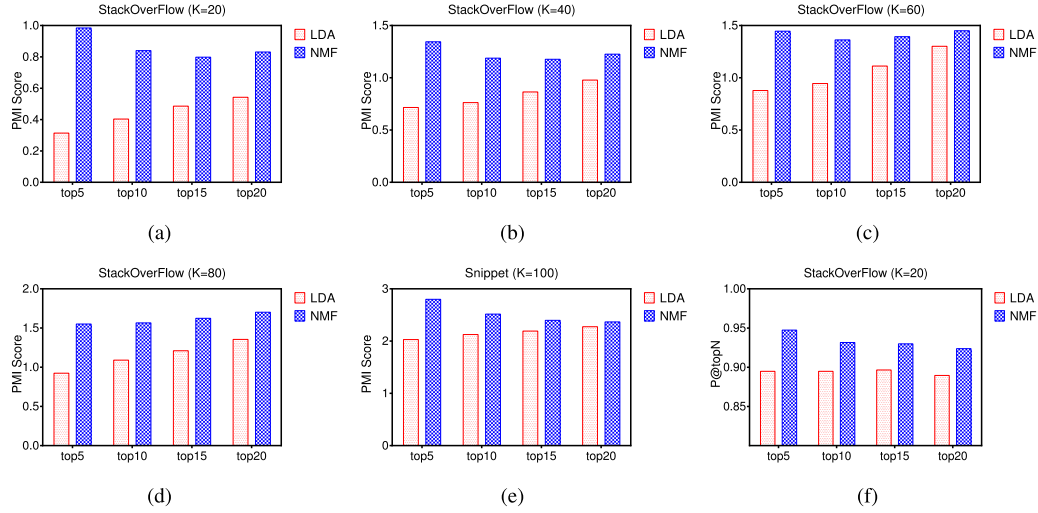 StackOverFlow (K=20)
PMI Score
1.0
0.8
0.6
0.4
0.2
0.0
top5 top10 top15 top20
LDA
NMF
(a)
StackOverFlow (K=40)
PMI Score
1.5
1.0
0.5
0.0
top5 top10 top15 top20
LDA
NMF
(b)
StackOverFlow (K=60)
PMI Score
1.5
1.0
0.5
0.0
top5 top10 top15 top20
LDA
NMF
(c)
StackOverFlow (K=80)
PMI Score
2.0
1.5
1.0
0.5
0.0
top5 top10 top15 top20
LDA
NMF
(d)
Snippet (K=100)
PMI Score
3
2
1
0
top5 top10 top15 top20
LDA
NMF
(e)
StackOverFlow (K=20)
P@topN
1.00
0.95
0.90
0.85
top5 top10 top15 top20
LDA
NMF
(f)